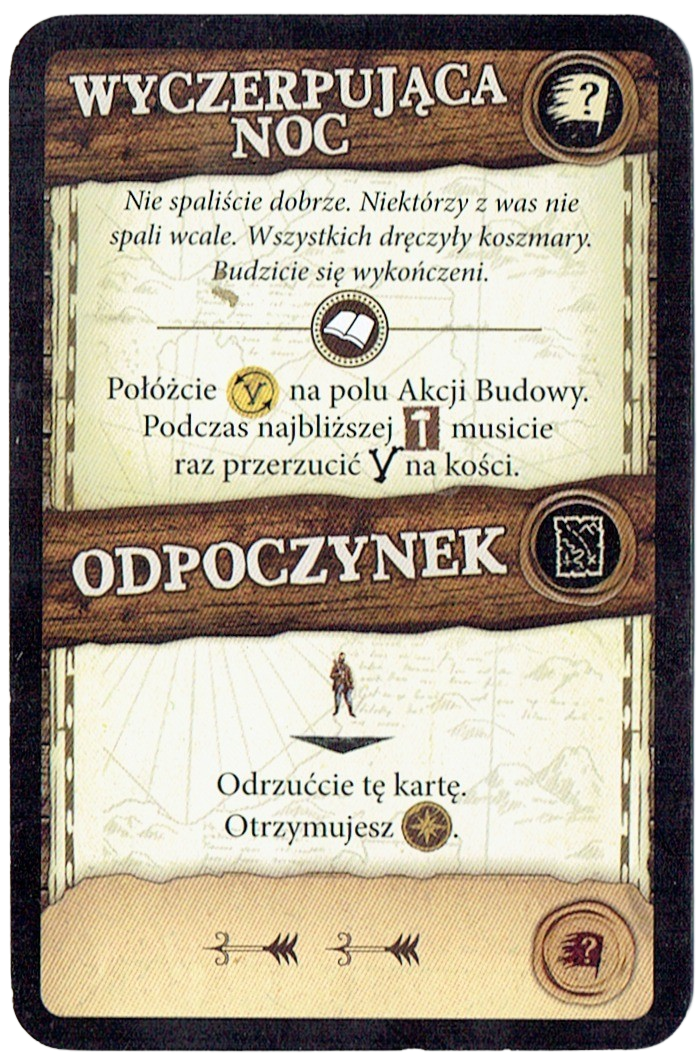 WYCZERPUJĄCA
NOC
Nie spaliście dobrze. Niektórzy z was nie
spali wcale. Wszystkich dręczyły koszmary.
Budzicie się wykończeni.
Połóżcie na polu Akcji Budowy.
Podczas najbliższej musicie
raz przerzucić na kości.
ODPOCZYNEK
Odrzućcie tę kartę.
Otrzymujesz .